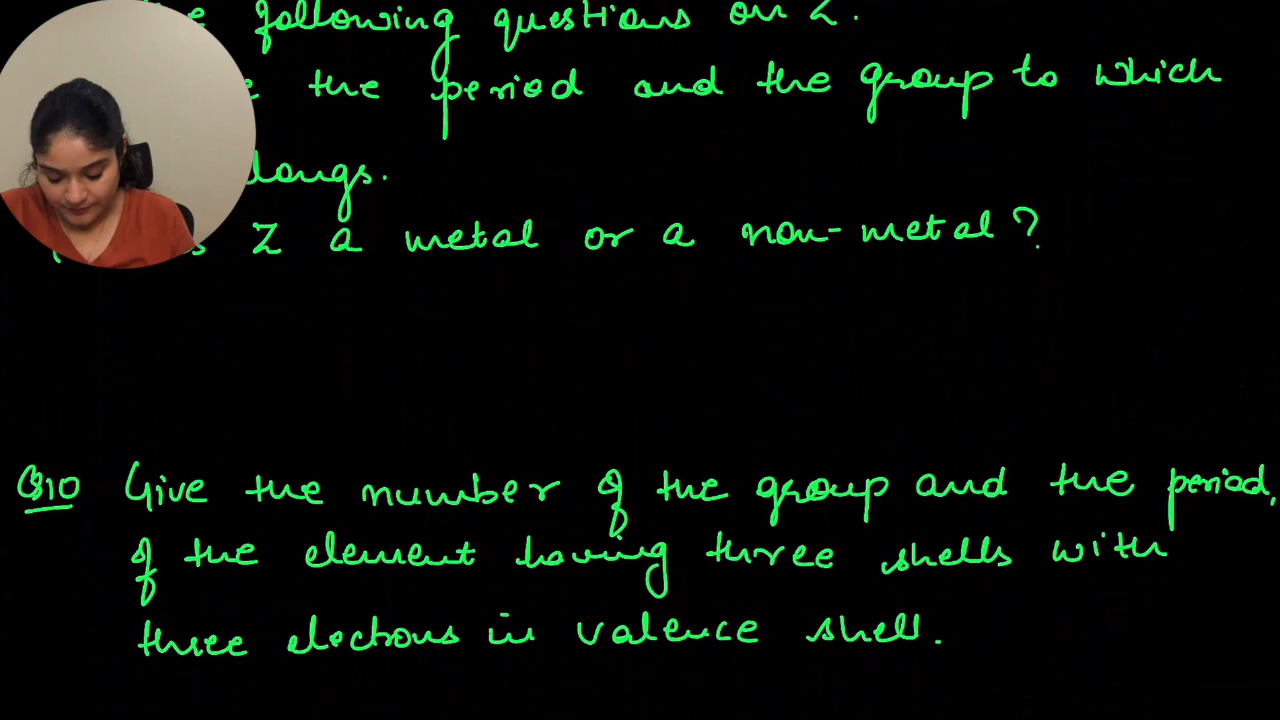 following questions on Z.
the period and the group to which
longs.
Z a metal or a non-metal?
Q10 Give the number of the group and the period,
of the element having three shells with
three electrons in valence shell.